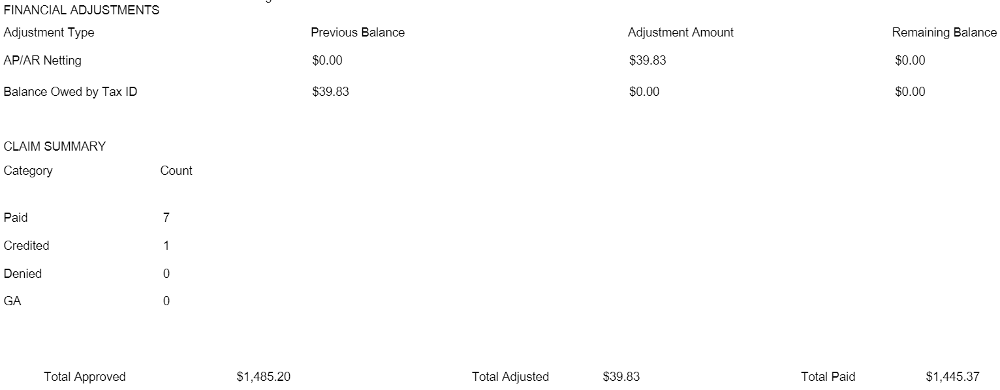 FINANCIAL ADJUSTMENTS
Adjustment Type Previous Balance Adjustment Amount Remaining Balance
AP/AR Netting $0.00 $39.83 $0.00
Balance Owed by Tax ID $39.83 $0.00 $0.00
CLAIM SUMMARY
Category Count
Paid 7
Credited 1
Denied 0
GA 0
Total Approved $1,485.20 Total Adjusted $39.83 Total Paid $1,445.37